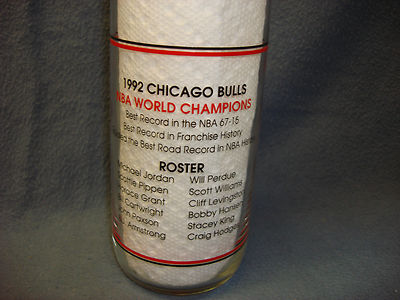 1992 CHICAGO BULLS
NBA WORLD CHAMPIONS
Best Record in the NBA 67-15
Best Record in Franchise History
the Best Road Record in NBA
ROSTER
Michael Jordan Will Perdue
Scottie Pippen Scott Williams
Horace Grant Cliff Levingston
Cartwright Bobby Hansen
Paxson Stacey King
Armstrong Craig Hodges